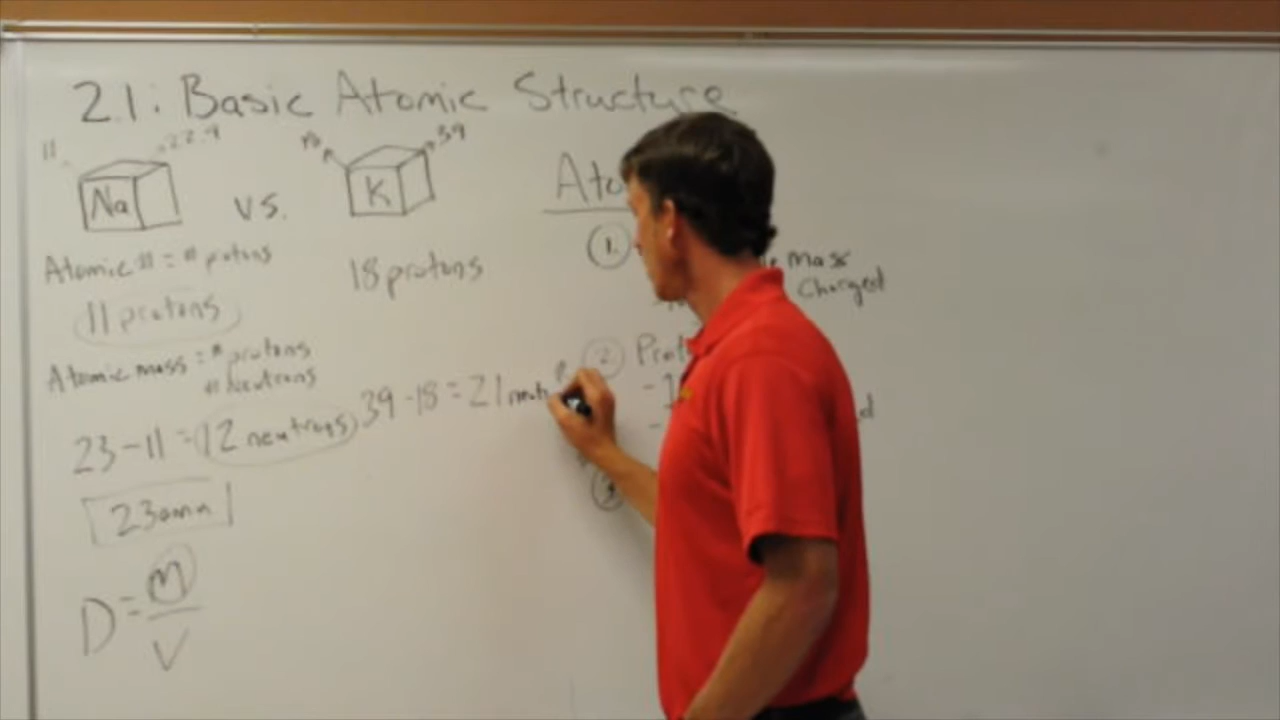 2.1: Basic Atomic Structure
11
22.9
39
Na
vs.
K
Atomic # = # protons
11 protons
18 protons
Atomic mass = # protons
# Neutrons
23 - 11 = 12 neutrons
39 - 18 = 21
23amu
D = M
V
Ato
1.
mass
Charged
2
Prot
3